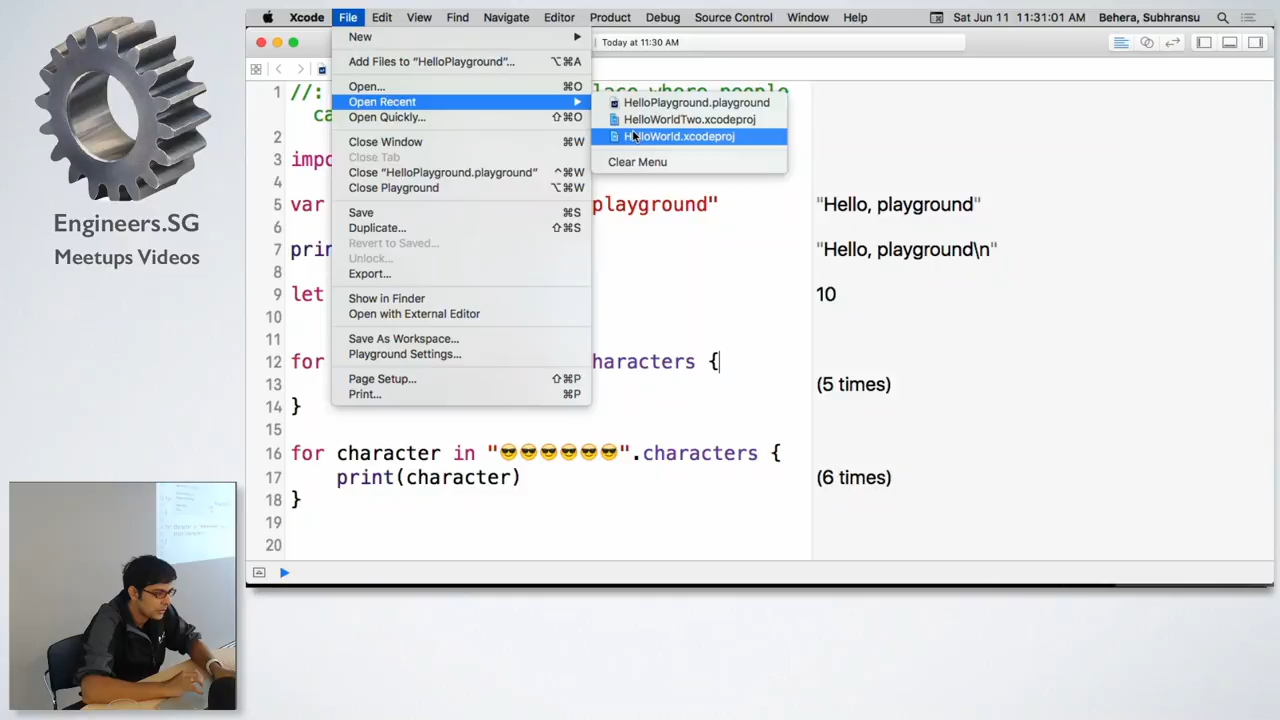 Xcode File Edit View Find Navigate Editor Product Debug Source Control Window Help Sat Jun 11 11:31:01 AM Behera, Subhransu
Today at 11:30 AM
New
Add Files to “HelloPlayground”... ⌥⌘A
Open... ⌘O
Open Recent
Open Quickly... ⇧⌘O
Close Window ⌘W
Close Tab
Close “HelloPlayground.playground” ^⌘W
Close Playground ⌥⌘W
Save ⌘S
Duplicate... ⇧⌘S
Revert to Saved...
Unlock...
Export...
Show in Finder
Open with External Editor
Save As Workspace...
Playground Settings...
Page Setup... ⇧⌘P
Print... ⌘P
HelloPlayground.playground
HelloWorldTwo.xcodeproj
HelloWorld.xcodeproj
Clear Menu
1 //: place where people
ca
2
3 impo
4
5 var playground" "Hello, playground"
6
7 prin "Hello, playground\n"
8
9 let 10
10
11
12 for haracters {
13 (5 times)
14 }
15
16 for character in "😎😎😎😎😎😎".characters {
17 print(character) (6 times)
18 }
19
20
Engineers.SG
Meetups Videos